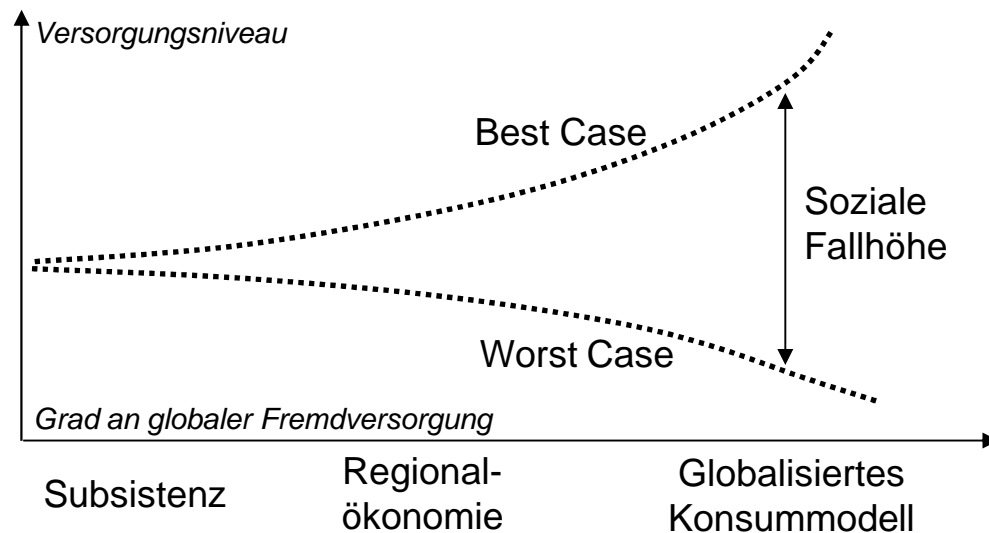 Versorgungsniveau
Best Case
Soziale
Fallhöhe
Worst Case
Grad an globaler Fremdversorgung
Subsistenz
Regional-
ökonomie
Globalisiertes
Konsummodell